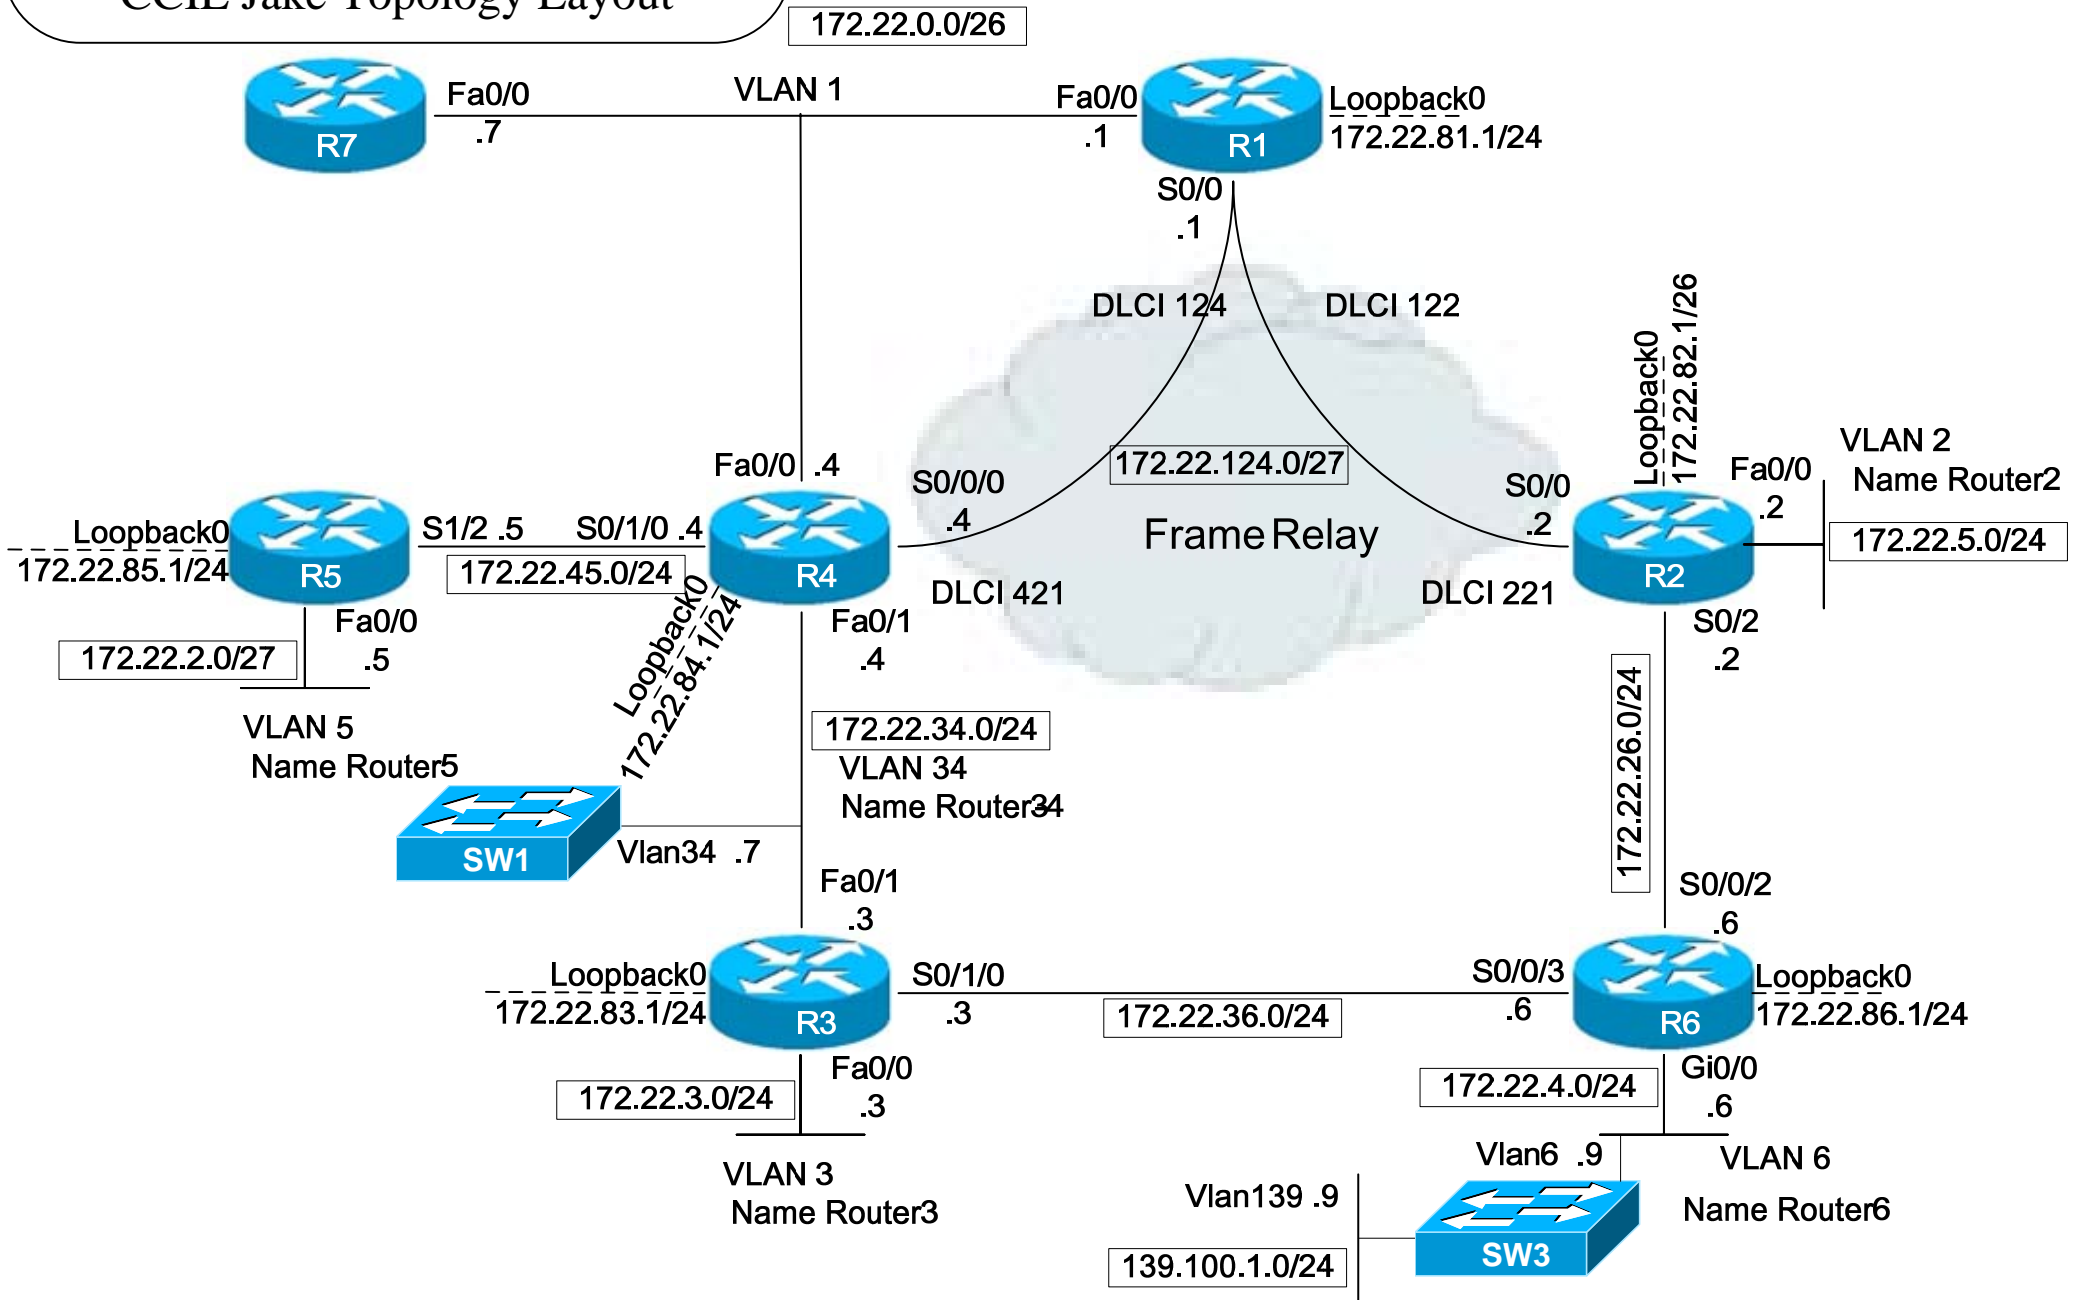 CCIE Jake Topology Layout
172.22.0.0/26
R7
Fa0/0
.7
VLAN 1
Fa0/0
.1
R1
Loopback0
172.22.81.1/24
S0/0
.1
DLCI 124
DLCI 122
172.22.124.0/27
Frame Relay
Loopback0
172.22.82.1/26
VLAN 2
Name Router2
Fa0/0
.2
172.22.5.0/24
S0/0
.2
R2
DLCI 221
S0/2
.2
Fa0/0 .4
S0/0/0
.4
Loopback0
172.22.85.1/24
R5
S1/2 .5
S0/1/0 .4
172.22.45.0/24
R4
DLCI 421
Loopback0
172.22.84.1/24
Fa0/1
.4
Fa0/0
.5
172.22.2.0/27
VLAN 5
Name Router5
172.22.34.0/24
VLAN 34
Name Router34
SW1
Vlan34 .7
172.22.26.0/24
Fa0/1
.3
S0/0/2
.6
Loopback0
172.22.83.1/24
R3
S0/1/0
.3
172.22.36.0/24
S0/0/3
.6
R6
Loopback0
172.22.86.1/24
Fa0/0
.3
172.22.3.0/24
VLAN 3
Name Router3
172.22.4.0/24
Gi0/0
.6
Vlan6 .9
VLAN 6
Name Router6
Vlan139 .9
139.100.1.0/24
SW3